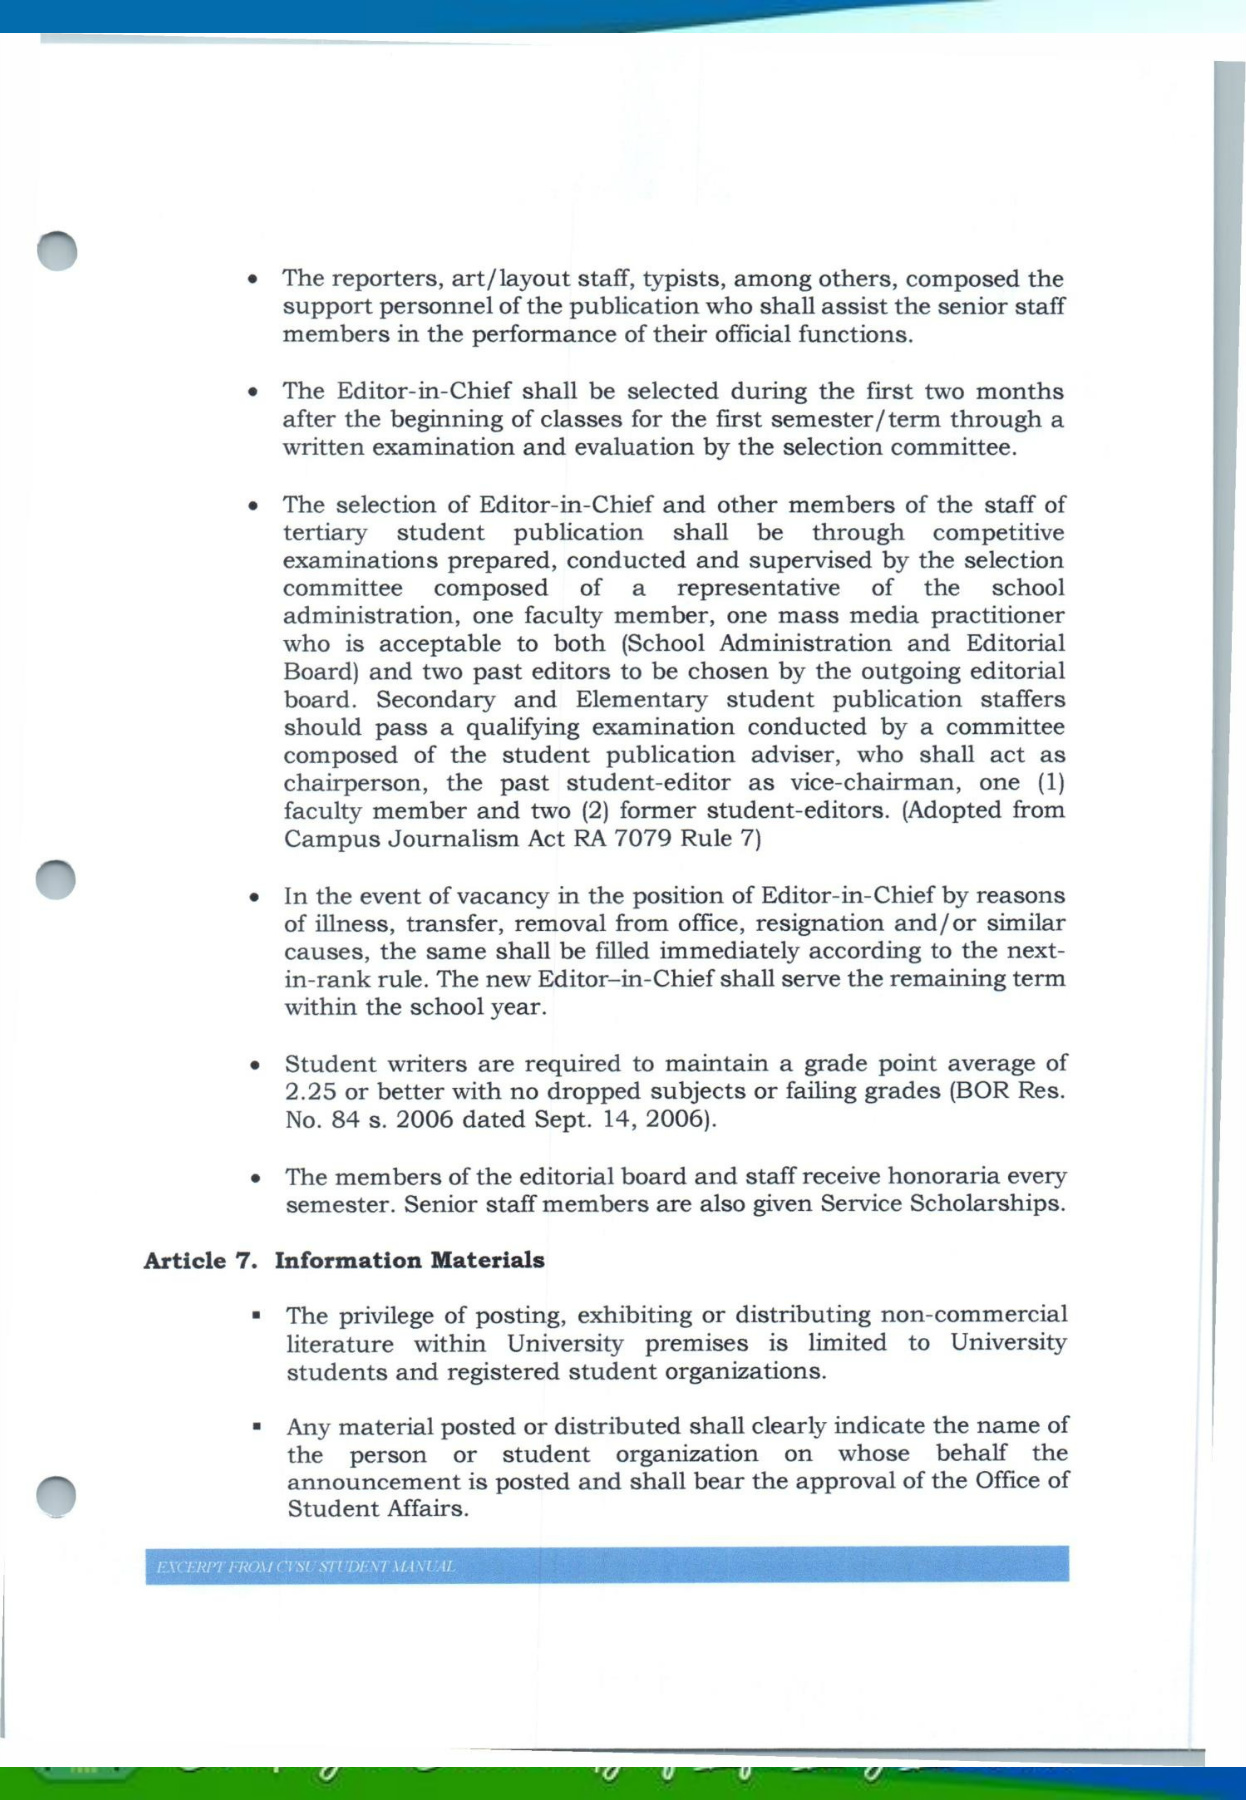 • The reporters, art/layout staff, typists, among others, composed the
support personnel of the publication who shall assist the senior staff
members in the performance of their official functions.
• The Editor-in-Chief shall be selected during the first two months
after the beginning of classes for the first semester/term through a
written examination and evaluation by the selection committee.
• The selection of Editor-in-Chief and other members of the staff of
tertiary student publication shall be through competitive
examinations prepared, conducted and supervised by the selection
committee composed of a representative of the school
administration, one faculty member, one mass media practitioner
who is acceptable to both (School Administration and Editorial
Board) and two past editors to be chosen by the outgoing editorial
board. Secondary and Elementary student publication staffers
should pass a qualifying examination conducted by a committee
composed of the student publication adviser, who shall act as
chairperson, the past student-editor as vice-chairman, one (1)
faculty member and two (2) former student-editors. (Adopted from
Campus Journalism Act RA 7079 Rule 7)
• In the event of vacancy in the position of Editor-in-Chief by reasons
of illness, transfer, removal from office, resignation and/or similar
causes, the same shall be filled immediately according to the next-
in-rank rule. The new Editor–in-Chief shall serve the remaining term
within the school year.
• Student writers are required to maintain a grade point average of
2.25 or better with no dropped subjects or failing grades (BOR Res.
No. 84 s. 2006 dated Sept. 14, 2006).
• The members of the editorial board and staff receive honoraria every
semester. Senior staff members are also given Service Scholarships.
Article 7. Information Materials
▪ The privilege of posting, exhibiting or distributing non-commercial
literature within University premises is limited to University
students and registered student organizations.
▪ Any material posted or distributed shall clearly indicate the name of
the person or student organization on whose behalf the
announcement is posted and shall bear the approval of the Office of
Student Affairs.
EXCERPT FROM CVSU STUDENT MANUAL